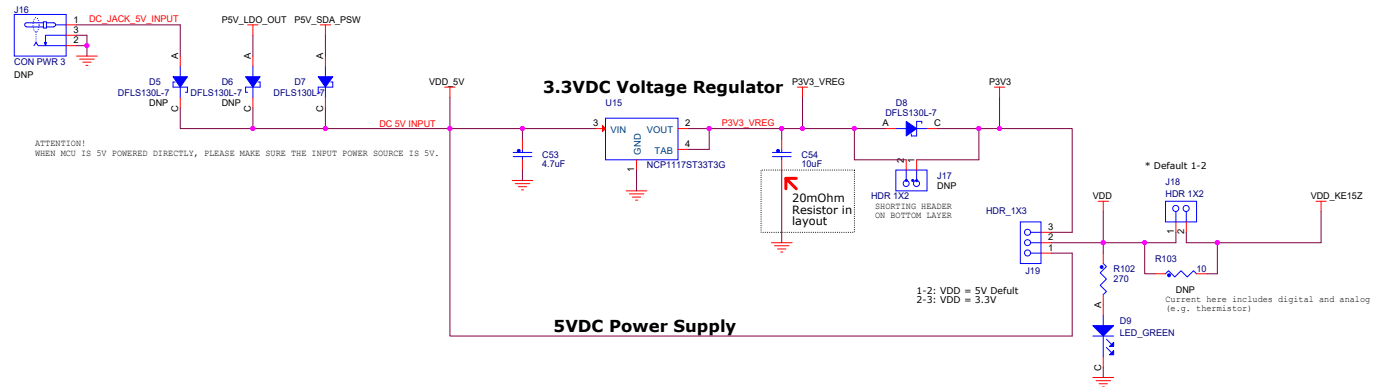 J16
1
3
2
CON PWR 3
DNP
DC_JACK_5V_INPUT
P5V_LDO_OUT
P5V_SDA_PSW
A
A
A
D5
DFLS130L-7
DNP
D6
DFLS130L-7
DNP
D7
DFLS130L-7
C
C
C
VDD_5V
DC 5V INPUT
ATTENTION!
WHEN MCU IS 5V POWERED DIRECTLY, PLEASE MAKE SURE THE INPUT POWER SOURCE IS 5V.
3.3VDC Voltage Regulator
C53
4.7uF
U15
3
VIN
VOUT
2
TAB
4
GND
1
NCP1117ST33T3G
P3V3_VREG
P3V3_VREG
C54
10uF
20mOhm
Resistor in
layout
D8
DFLS130L-7
A
C
P3V3
2
1
J17
DNP
HDR 1X2
SHORTING HEADER
ON BOTTOM LAYER
HDR_1X3
3
2
1
J19
1-2: VDD = 5V Defult
2-3: VDD = 3.3V
5VDC Power Supply
VDD
R102
270
A
D9
LED_GREEN
C
* Default 1-2
J18
HDR 1X2
1
2
R103
10
DNP
Current here includes digital and analog
(e.g. thermistor)
VDD_KE15Z